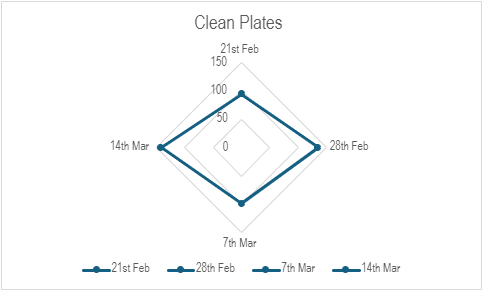 Clean Plates
21st Feb
150
100
50
14th Mar
0
28th Feb
7th Mar
21st Feb 28th Feb 7th Mar 14th Mar